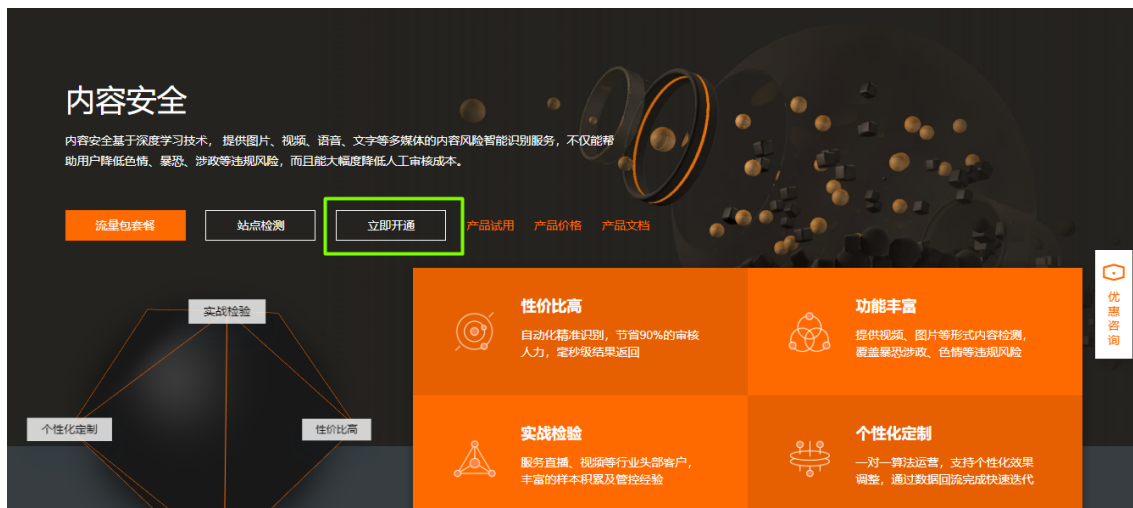 内容安全
内容安全基于深度学习技术， 提供图片、视频、语音、文字等多媒体的内容风险智能识别服务，不仅能帮
助用户降低色情、暴恐、涉政等违规风险，而且能大幅度降低人工审核成本。
流量包套餐
站点检测
立即开通
产品试用
产品价格
产品文档
实战检验
个性化定制
性价比高
性价比高
自动化精准识别，节省90%的审核
人力，毫秒级结果返回
功能丰富
提供视频、图片等形式内容检测，
覆盖暴恐涉政、色情等违规风险
实战检验
服务直播、视频等行业头部客户，
丰富的样本积累及管控经验
个性化定制
一对一算法运营，支持个性化效果
调整，通过数据回流完成快速迭代
优
惠
咨
询